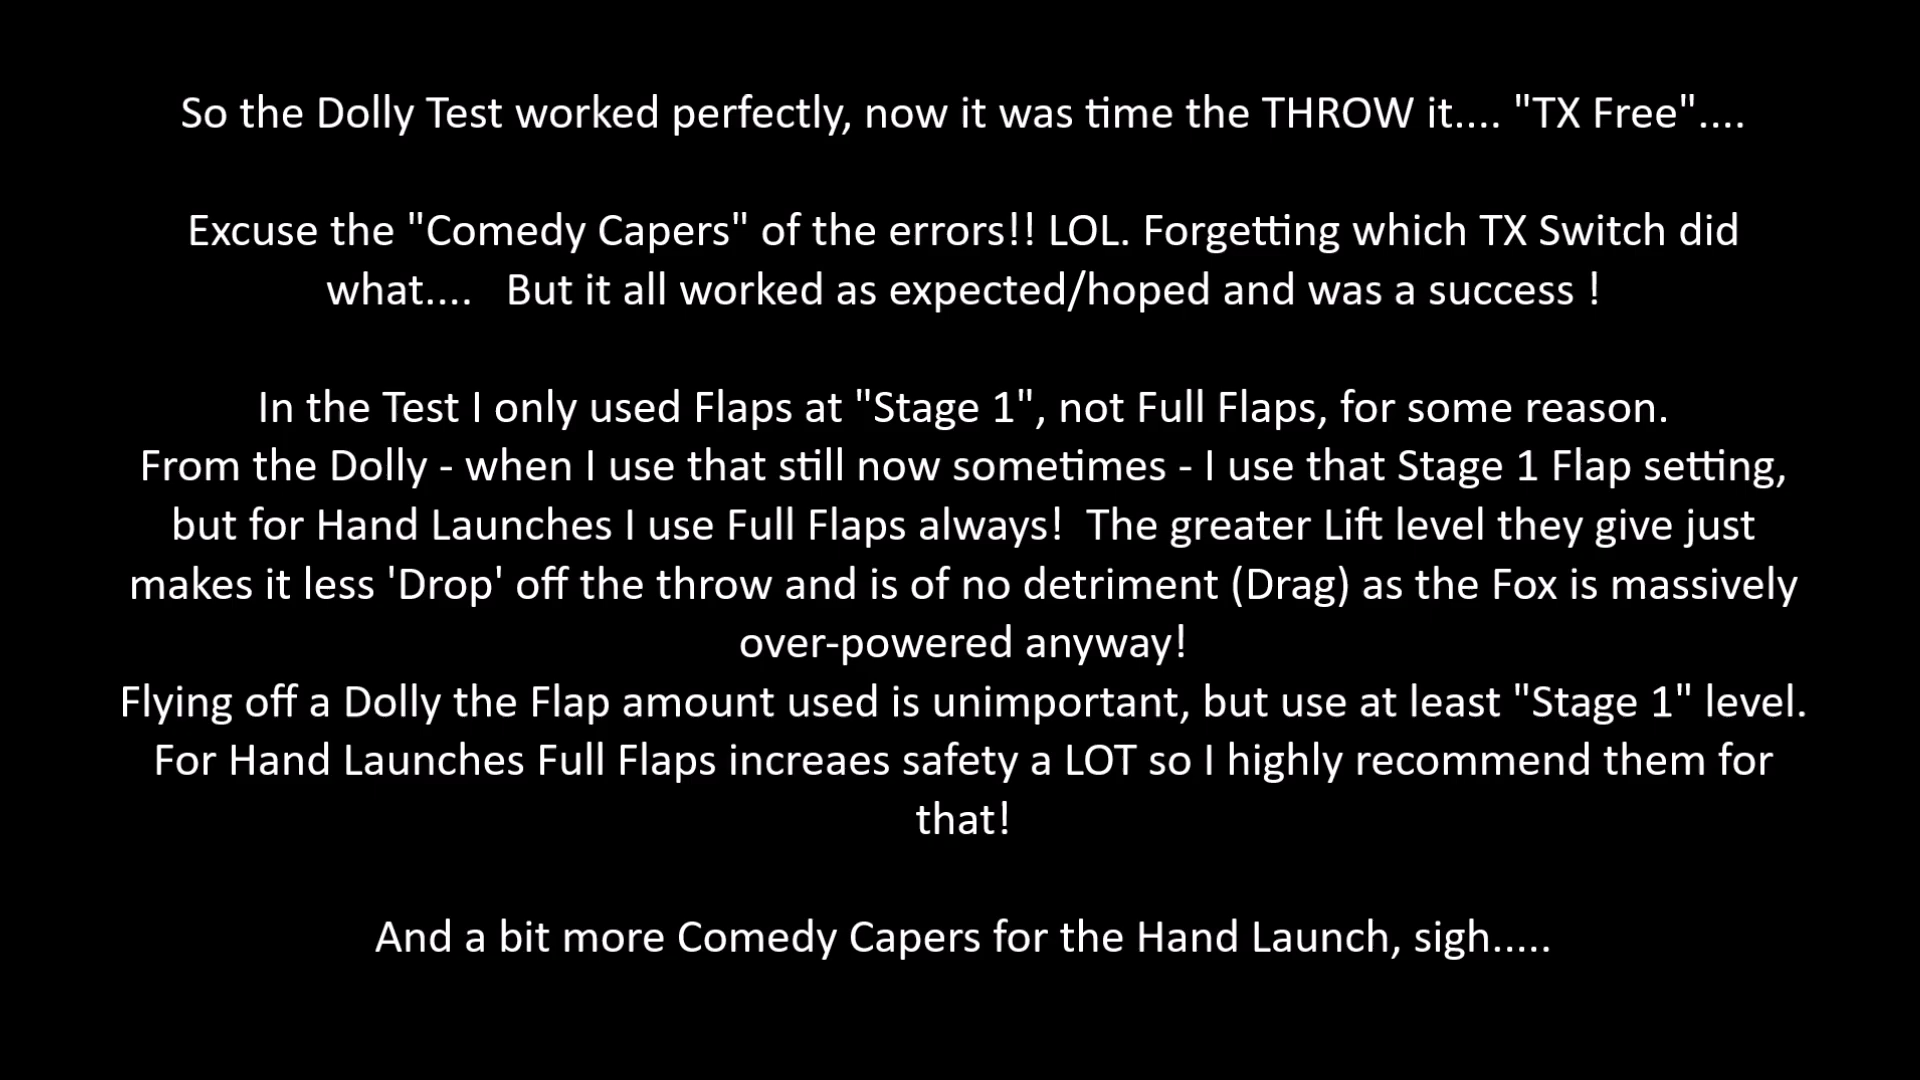 So the Dolly Test worked perfectly, now it was time the THROW it.... "TX Free"....
Excuse the "Comedy Capers" of the errors!! LOL. Forgetting which TX Switch did
what....   But it all worked as expected/hoped and was a success !
In the Test I only used Flaps at "Stage 1", not Full Flaps, for some reason.
From the Dolly - when I use that still now sometimes - I use that Stage 1 Flap setting,
but for Hand Launches I use Full Flaps always!  The greater Lift level they give just
makes it less 'Drop' off the throw and is of no detriment (Drag) as the Fox is massively
over-powered anyway!
Flying off a Dolly the Flap amount used is unimportant, but use at least "Stage 1" level.
For Hand Launches Full Flaps increaes safety a LOT so I highly recommend them for
that!
And a bit more Comedy Capers for the Hand Launch, sigh.....